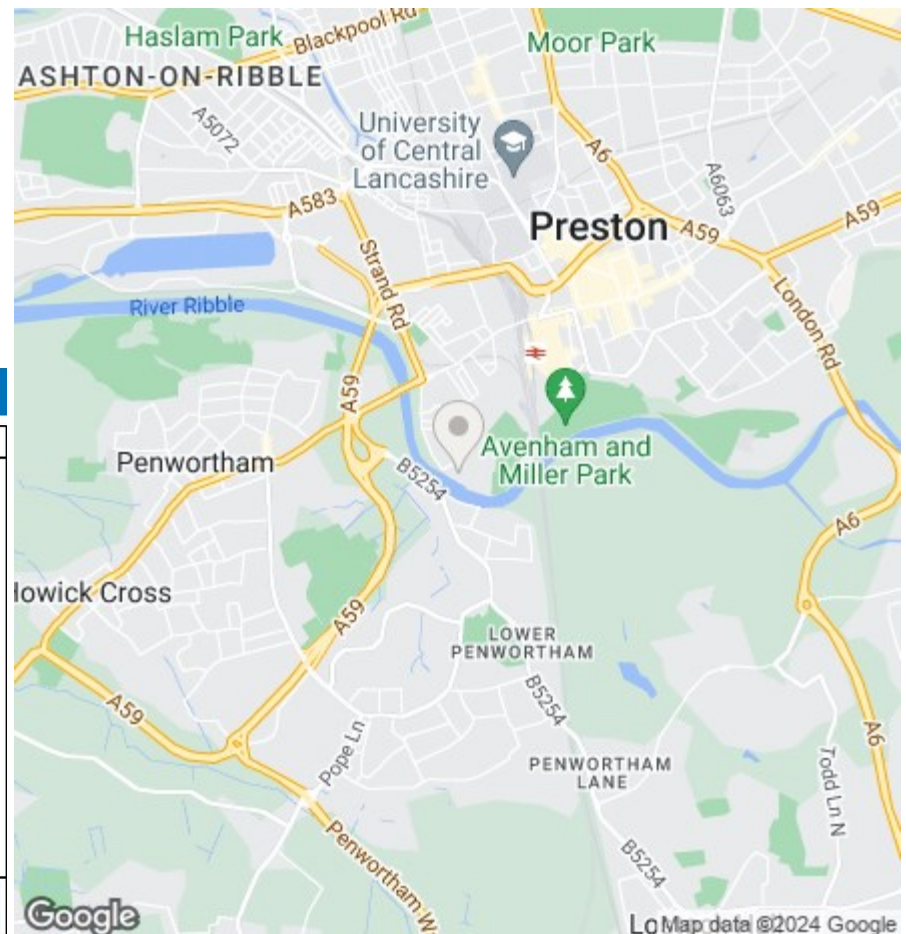 Haslam Park
Blackpool Rd
Moor Park
ASHTON-ON-RIBBLE
A5072
University
of Central
Lancashire
A6
A6063
A583
Preston
A59
A59
Strand Rd
London Rd
River Ribble
A59
Avenham and
Miller Park
Penwortham
B5254
A6
Howick Cross
A59
LOWER
PENWORTHAM
B5254
A59
A6
Pope Ln
PENWORTHAM
LANE
Todd Ln N
Penwortham W
B5254
Google
Lo
Map data ©2024 Google